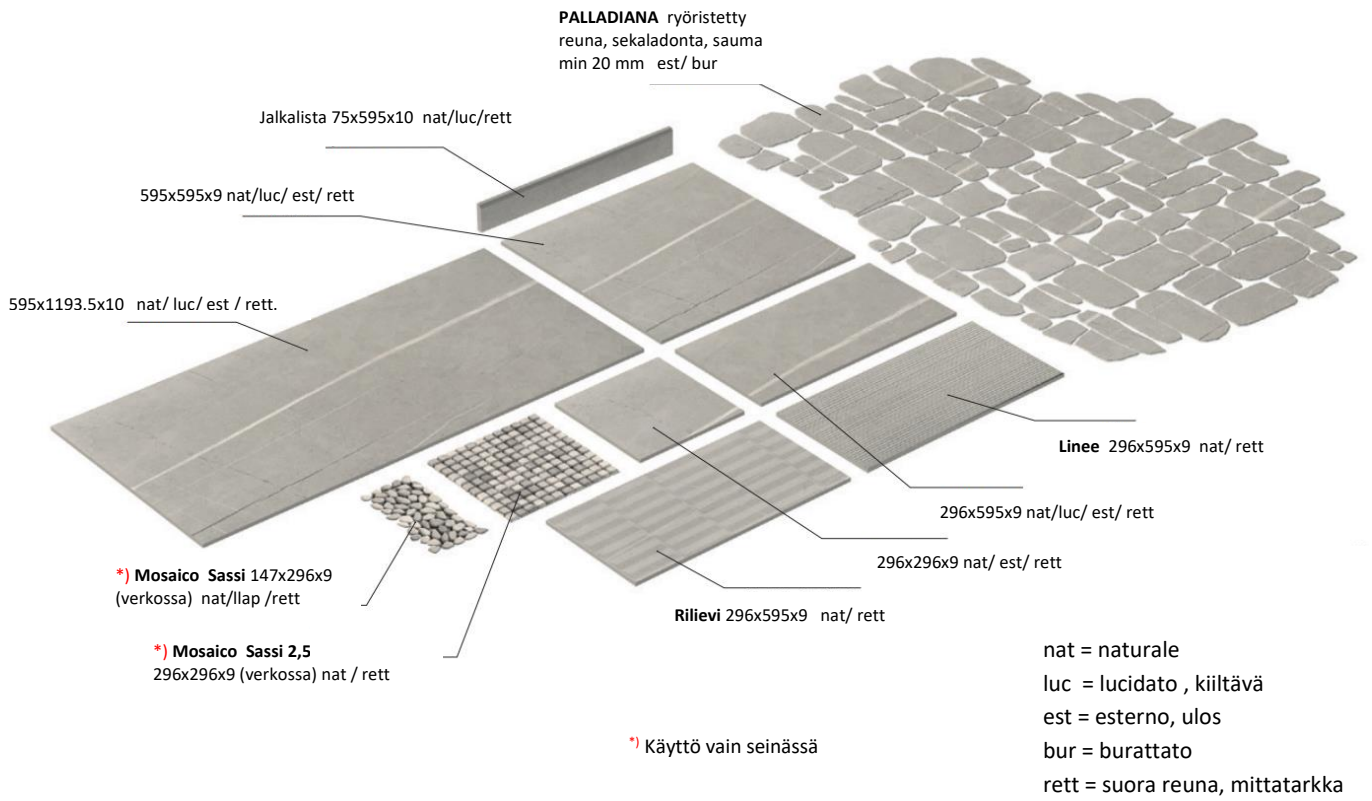 PALLADIANA ryöristetty
reuna, sekaladonta, sauma
min 20 mm est/ bur
Jalkalista 75x595x10 nat/luc/rett
595x595x9 nat/luc/ est/ rett
595x1193.5x10 nat/ luc/ est / rett.
Linee 296x595x9 nat/ rett
296x595x9 nat/luc/ est/ rett
296x296x9 nat/ est/ rett
*) Mosaico Sassi 147x296x9
(verkossa) nat/llap /rett
Rilievi 296x595x9 nat/ rett
*) Mosaico Sassi 2,5
296x296x9 (verkossa) nat / rett
*) Käyttö vain seinässä
nat = naturale
luc = lucidato , kiiltävä
est = esterno, ulos
bur = burattato
rett = suora reuna, mittatarkka